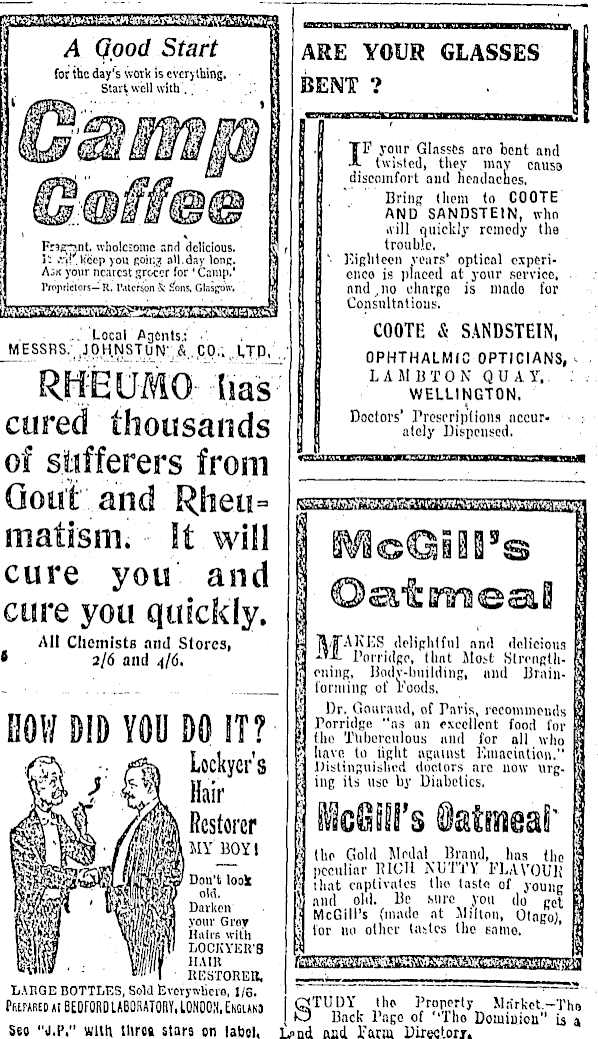 A Good Start
for the day's work is everything.
Start well with
'Camp'
Coffee
Fragrant, wholesome and delicious.
It will keep you going all day long.
Ask your nearest grocer for 'Camp.'
Proprietors—R. Paterson & Sons, Glasgow.
Local Agents:
MESSRS. JOHNSTON & CO., LTD.
RHEUMO has
cured thousands
of sufferers from
Gout and Rheu-
matism. It will
cure you and
cure you quickly.
All Chemists and Stores,
2/6 and 4/6.
HOW DID YOU DO IT?
Lockyer's
Hair
Restorer
MY BOY!
Don't look
old.
Darken
your Grey
Hairs with
LOCKYER'S
HAIR
RESTORER.
LARGE BOTTLES, Sold Everywhere, 1/6.
PREPARED AT BEDFORD LABORATORY, LONDON, ENGLAND
See "J.P." with three stars on label.
ARE YOUR GLASSES
BENT ?
IF your Glasses are bent and
twisted, they may cause
discomfort and headaches.
Bring them to COOTE
AND SANDSTEIN, who
will quickly remedy the
trouble.
Eighteen years' optical experi-
ence is placed at your service,
and no charge is made for
Consultations.
COOTE & SANDSTEIN,
OPHTHALMIC OPTICIANS,
LAMBTON QUAY,
WELLINGTON.
Doctors' Prescriptions accur-
ately Dispensed.
McGill's
Oatmeal
MAKES delightful and delicious
Porridge, that Most Strength-
ening, Body-building, and Brain-
forming of Foods.
Dr. Gouraud, of Paris, recommends
Porridge "as an excellent food for
the Tuberculous and for all who
have to fight against Emaciation."
Distinguished doctors are now urg-
ing its use by Diabetics.
McGill's Oatmeal
the Gold Medal Brand, has the
peculiar RICH NUTTY FLAVOUR
that captivates the taste of young
and old. Be sure you do get
McGill's (made at Milton, Otago),
for no other tastes the same.
STUDY the Property Market.—The
Back Page of "The Dominion" is a
Land and Farm Directory.